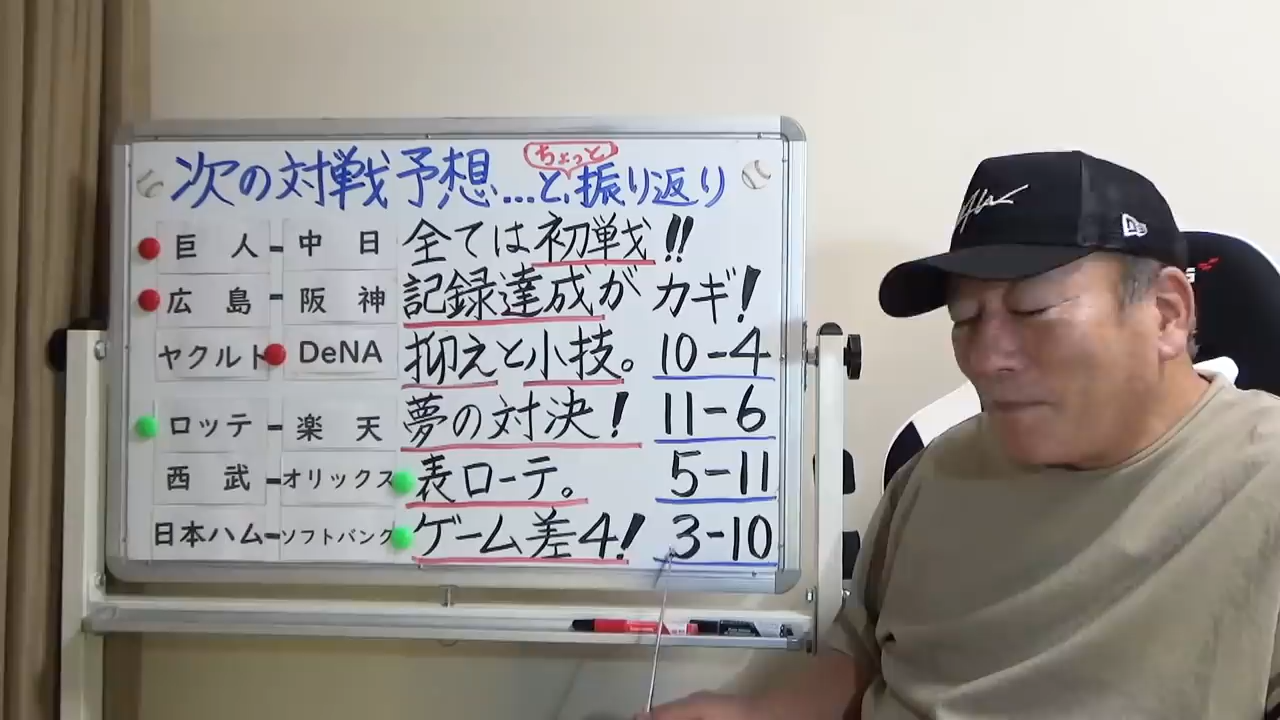 次の対戦予想...と、ちょっと振り返り
巨人-中日 全ては初戦!!
広島-阪神 記録達成がカギ!
ヤクルト DeNA 抑えと小技。 10-4
ロッテ-楽天 夢の対決! 11-6
西武-オリックス 表ローテ。 5-11
日本ハム-ソフトバンク ゲーム差4! 3-10